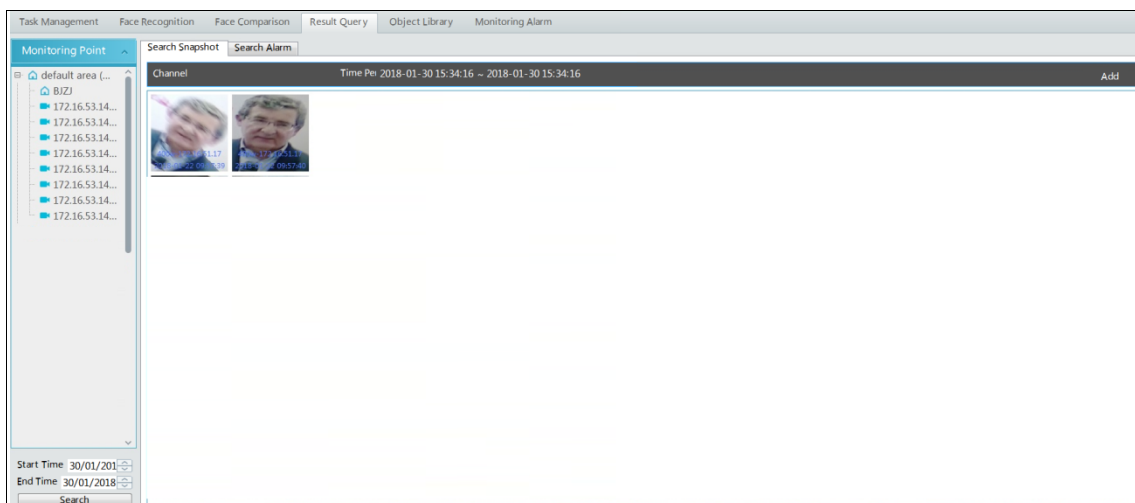 Task Management Face Recognition Face Comparison Result Query Object Library Monitoring Alarm
Monitoring Point
Search Snapshot Search Alarm
Channel Time Per 2018-01-30 15:34:16 ~ 2018-01-30 15:34:16 Add
default area (...
BJZJ
172.16.53.14...
172.16.53.14...
172.16.53.14...
172.16.53.14...
172.16.53.14...
172.16.53.14...
172.16.53.14...
172.16.53.14...
09:57:40
Start Time 30/01/201
End Time 30/01/2018
Search